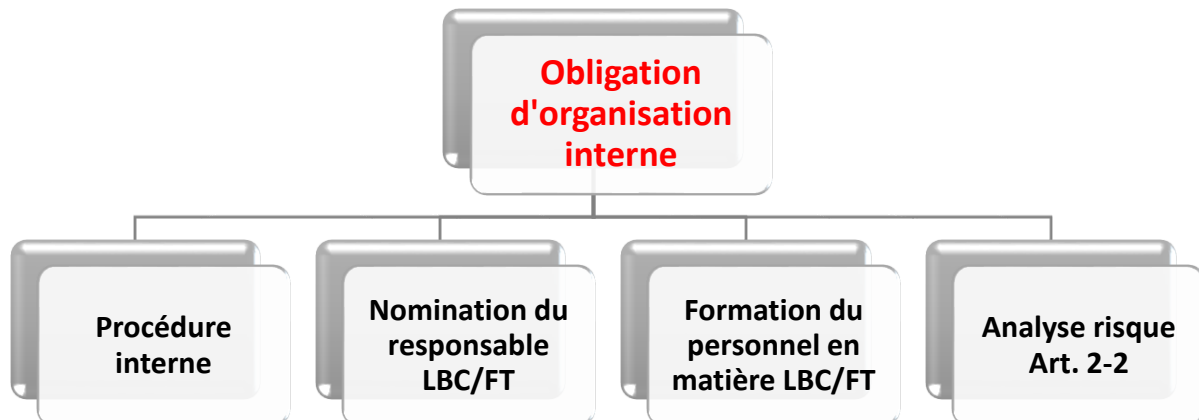 Obligation
d'organisation
interne
Procédure
interne
Nomination du
responsable
LBC/FT
Formation du
personnel en
matière LBC/FT
Analyse risque
Art. 2-2